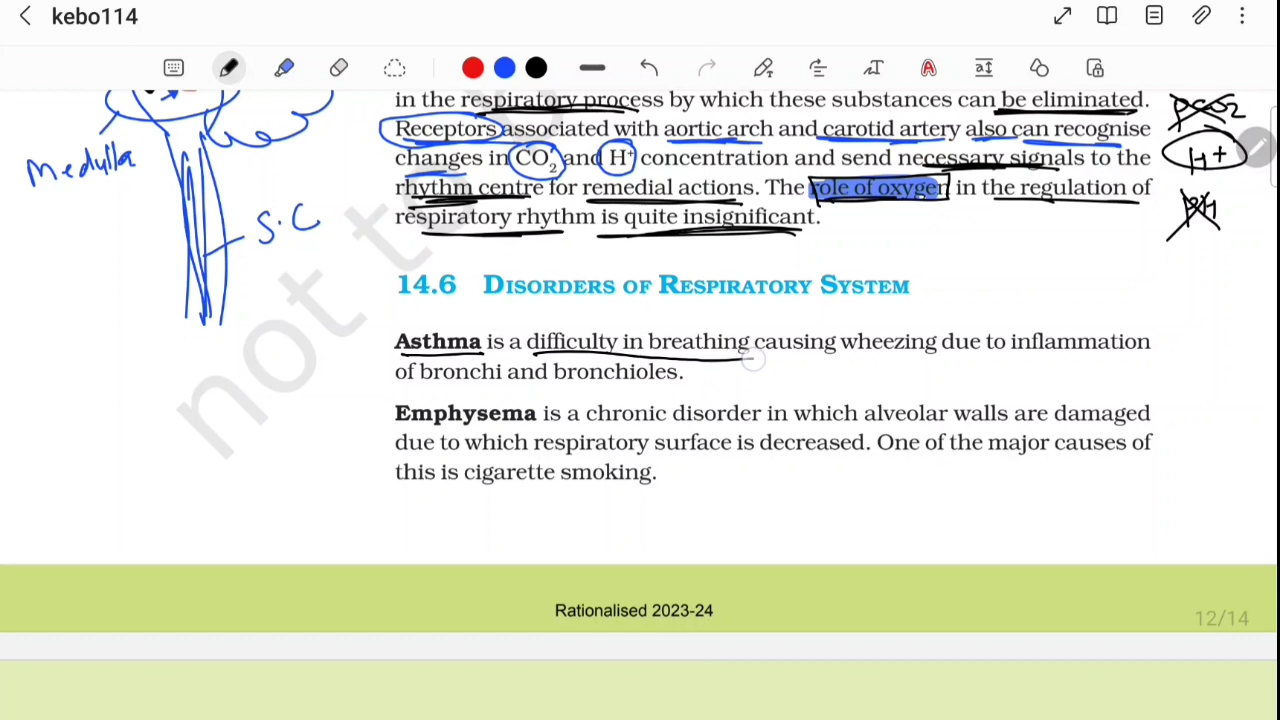 kebo114
in the respiratory process by which these substances can be eliminated.
Receptors associated with aortic arch and carotid artery also can recognise
changes in CO₂ and H⁺ concentration and send necessary signals to the
rhythm centre for remedial actions. The role of oxygen in the regulation of
respiratory rhythm is quite insignificant.
Medulla
S.C
pCO2
H+
pH
14.6 DISORDERS OF RESPIRATORY SYSTEM
Asthma is a difficulty in breathing causing wheezing due to inflammation
of bronchi and bronchioles.
Emphysema is a chronic disorder in which alveolar walls are damaged
due to which respiratory surface is decreased. One of the major causes of
this is cigarette smoking.
not to
Rationalised 2023-24
12/14